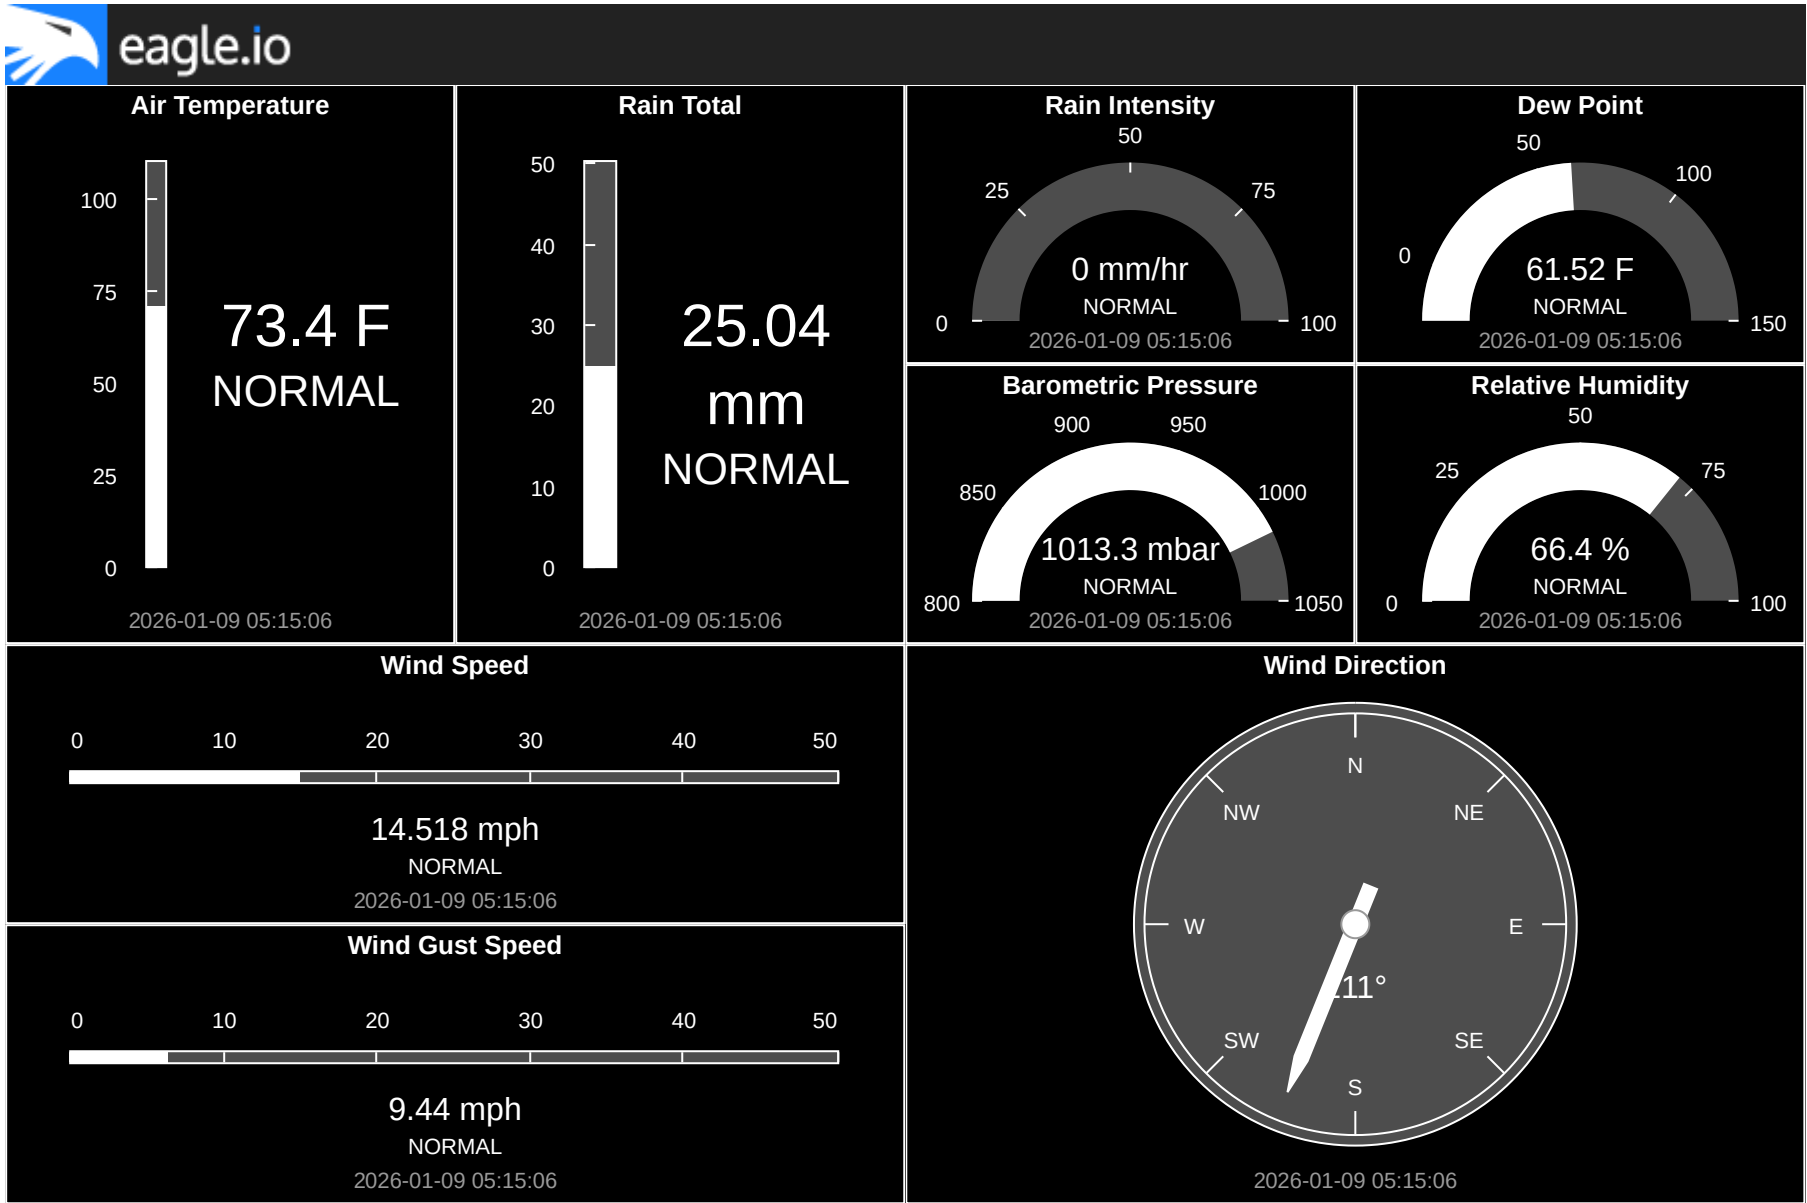 eagle.io
Air Temperature
100
75
50
25
0
73.4 F
NORMAL
2026-01-09 05:15:06
Rain Total
50
40
30
20
10
0
25.04
mm
NORMAL
2026-01-09 05:15:06
Rain Intensity
0
25
50
75
100
0 mm/hr
NORMAL
2026-01-09 05:15:06
Dew Point
0
50
100
150
61.52 F
NORMAL
2026-01-09 05:15:06
Barometric Pressure
800
850
900
950
1000
1050
1013.3 mbar
NORMAL
2026-01-09 05:15:06
Relative Humidity
0
25
50
75
100
66.4 %
NORMAL
2026-01-09 05:15:06
Wind Speed
0 10 20 30 40 50
14.518 mph
NORMAL
2026-01-09 05:15:06
Wind Gust Speed
0 10 20 30 40 50
9.44 mph
NORMAL
2026-01-09 05:15:06
Wind Direction
N
NW NE
W E
SW SE
S
2026-01-09 05:15:06